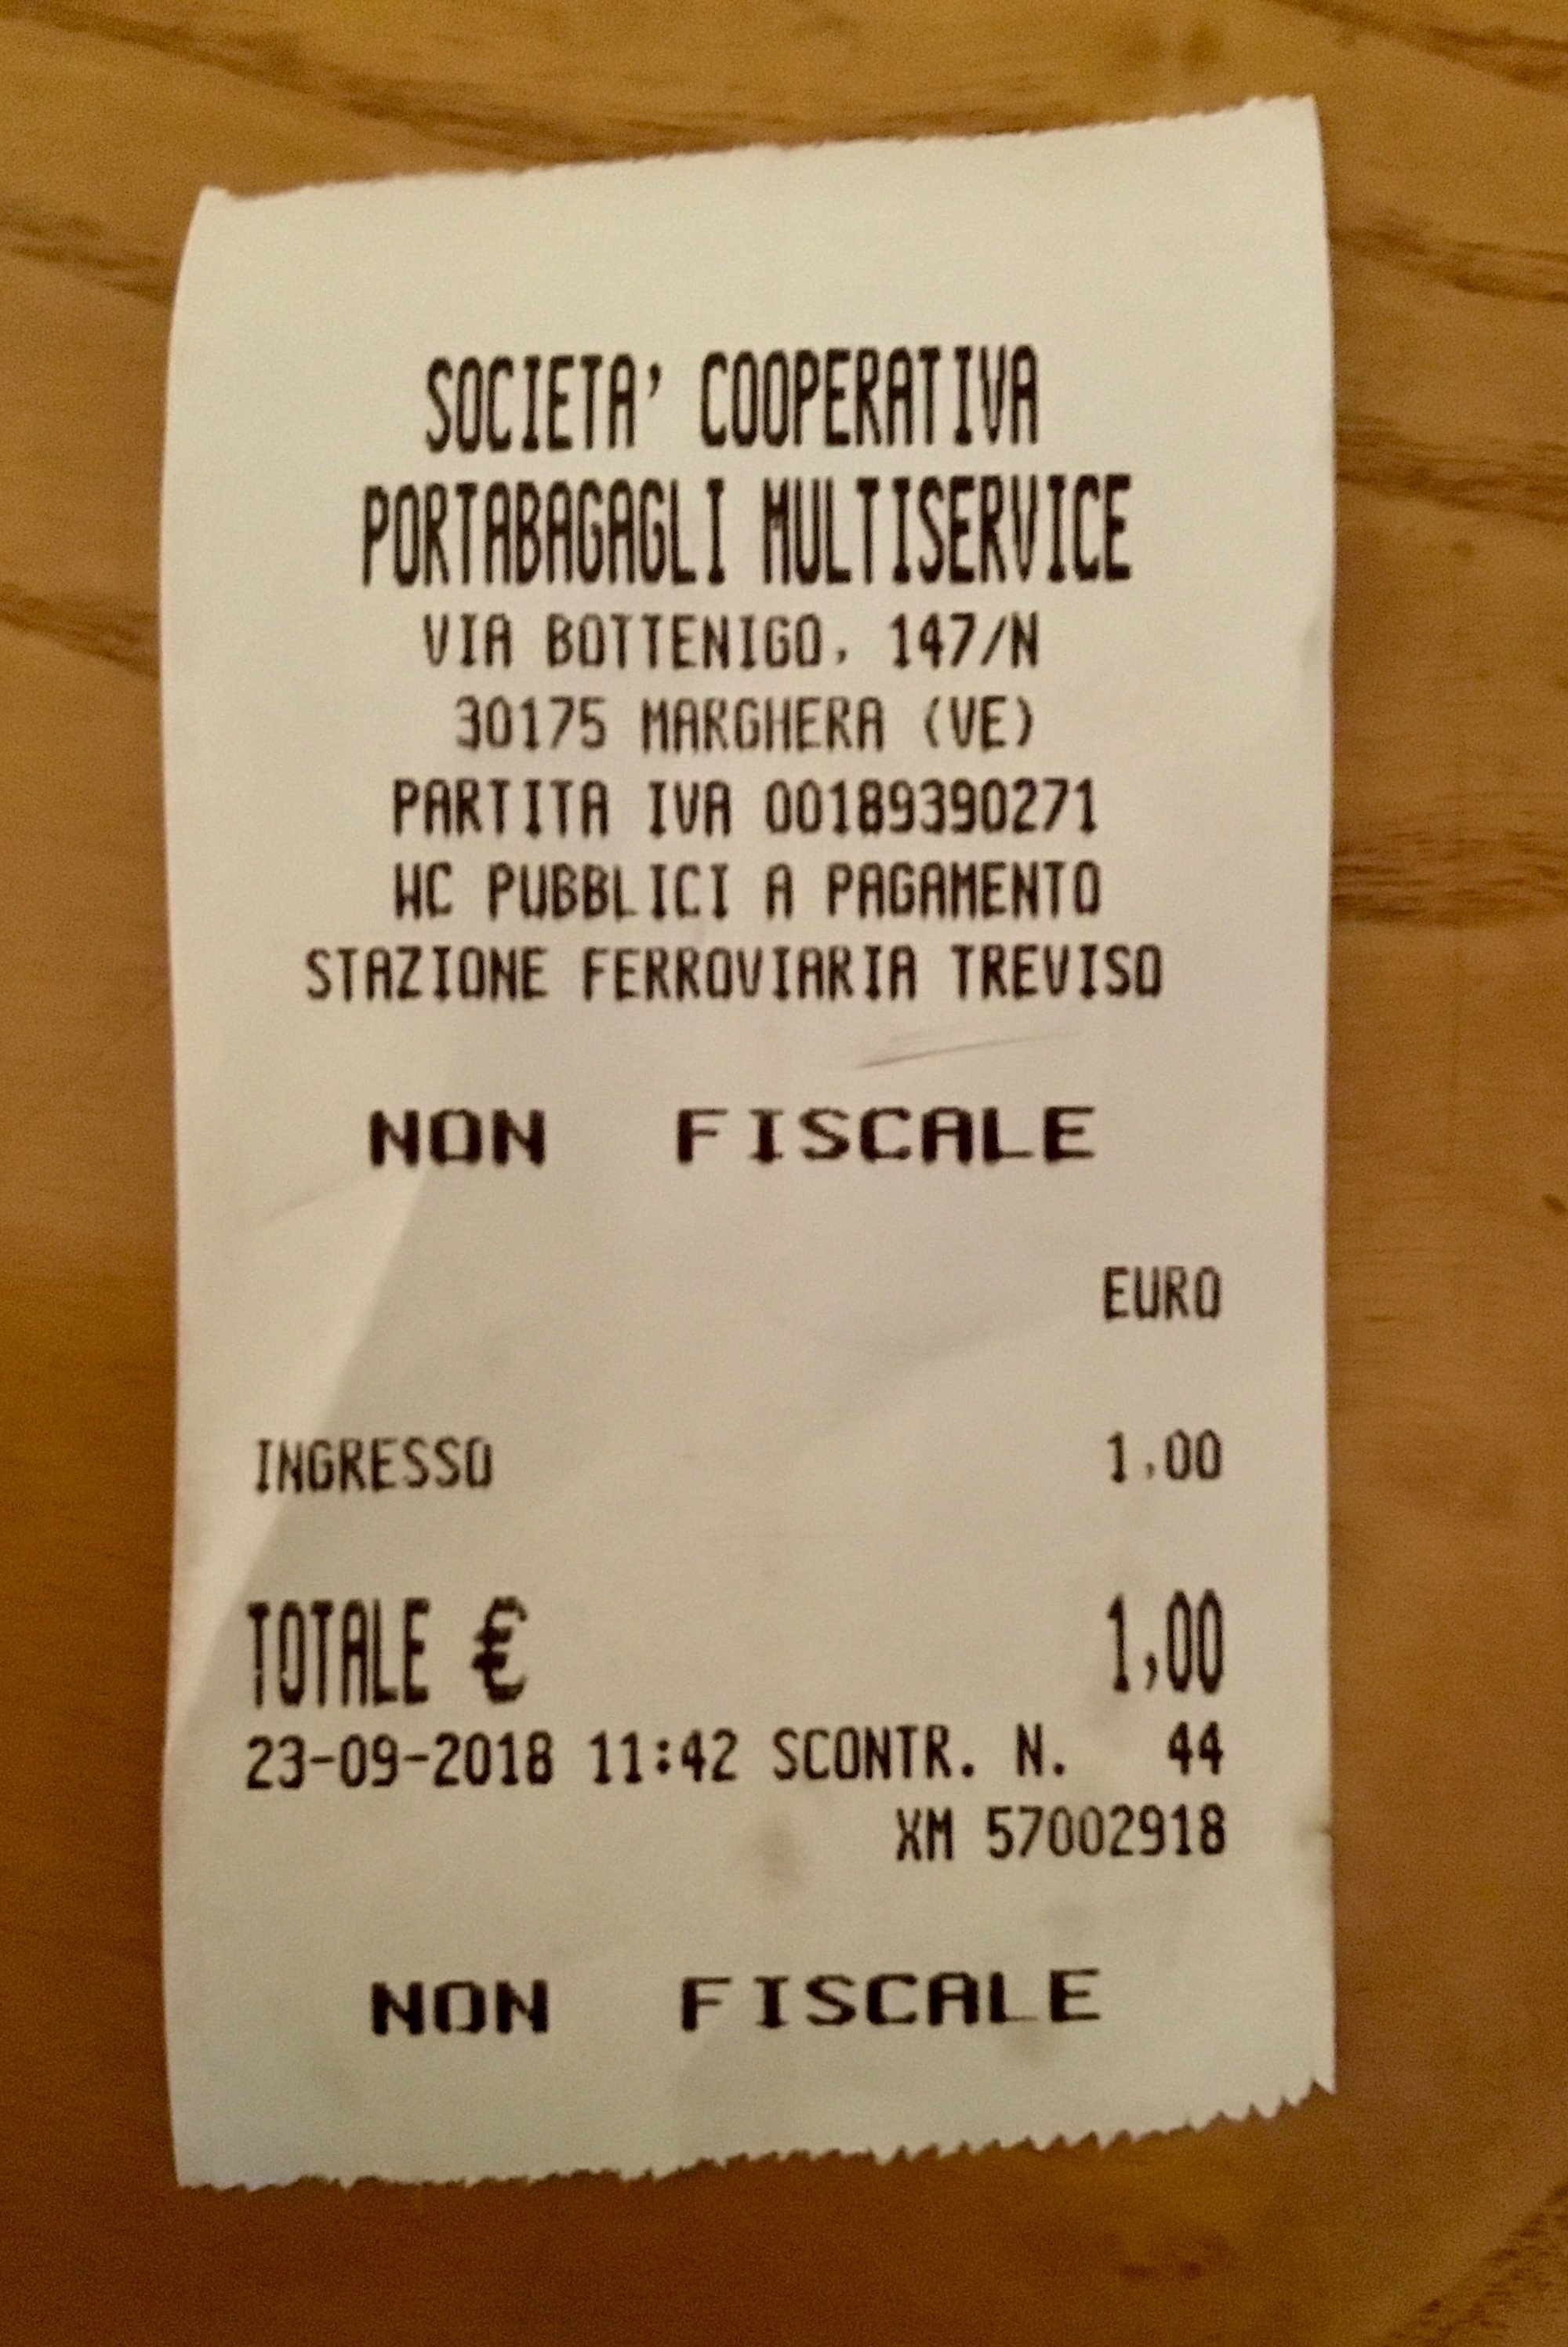 SOCIETA' COOPERATIVA
PORTABAGAGLI MULTISERVICE
VIA BOTTENIGO, 147/N
30175 MARGHERA (VE)
PARTITA IVA 00189390271
WC PUBBLICI A PAGAMENTO
STAZIONE FERROVIARIA TREVISO
NON FISCALE
EURO
INGRESSO 1,00
TOTALE € 1,00
23-09-2018 11:42 SCONTR. N. 44
XM 57002918
NON FISCALE